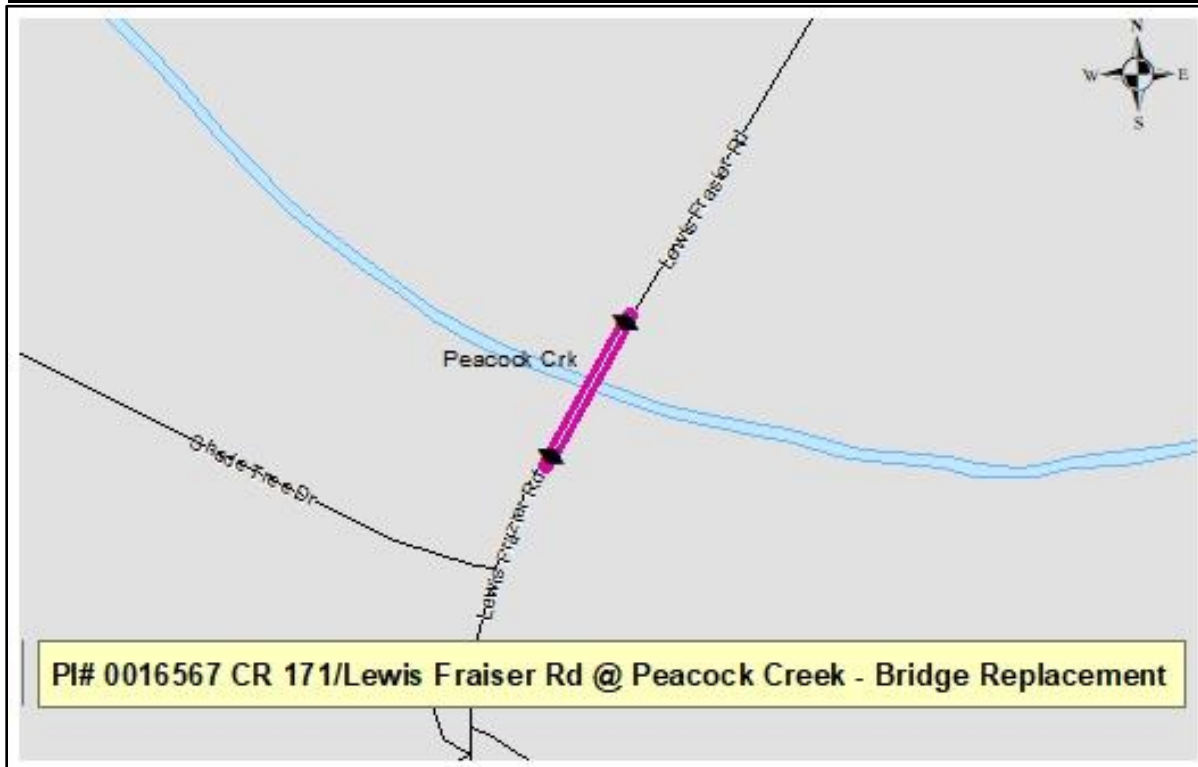 N
W E
S
Lewis Frasier Rd
Peacock Crk
Shade Tree Dr
Lewis Frazier Rd
PI# 0016567 CR 171/Lewis Fraiser Rd @ Peacock Creek - Bridge Replacement